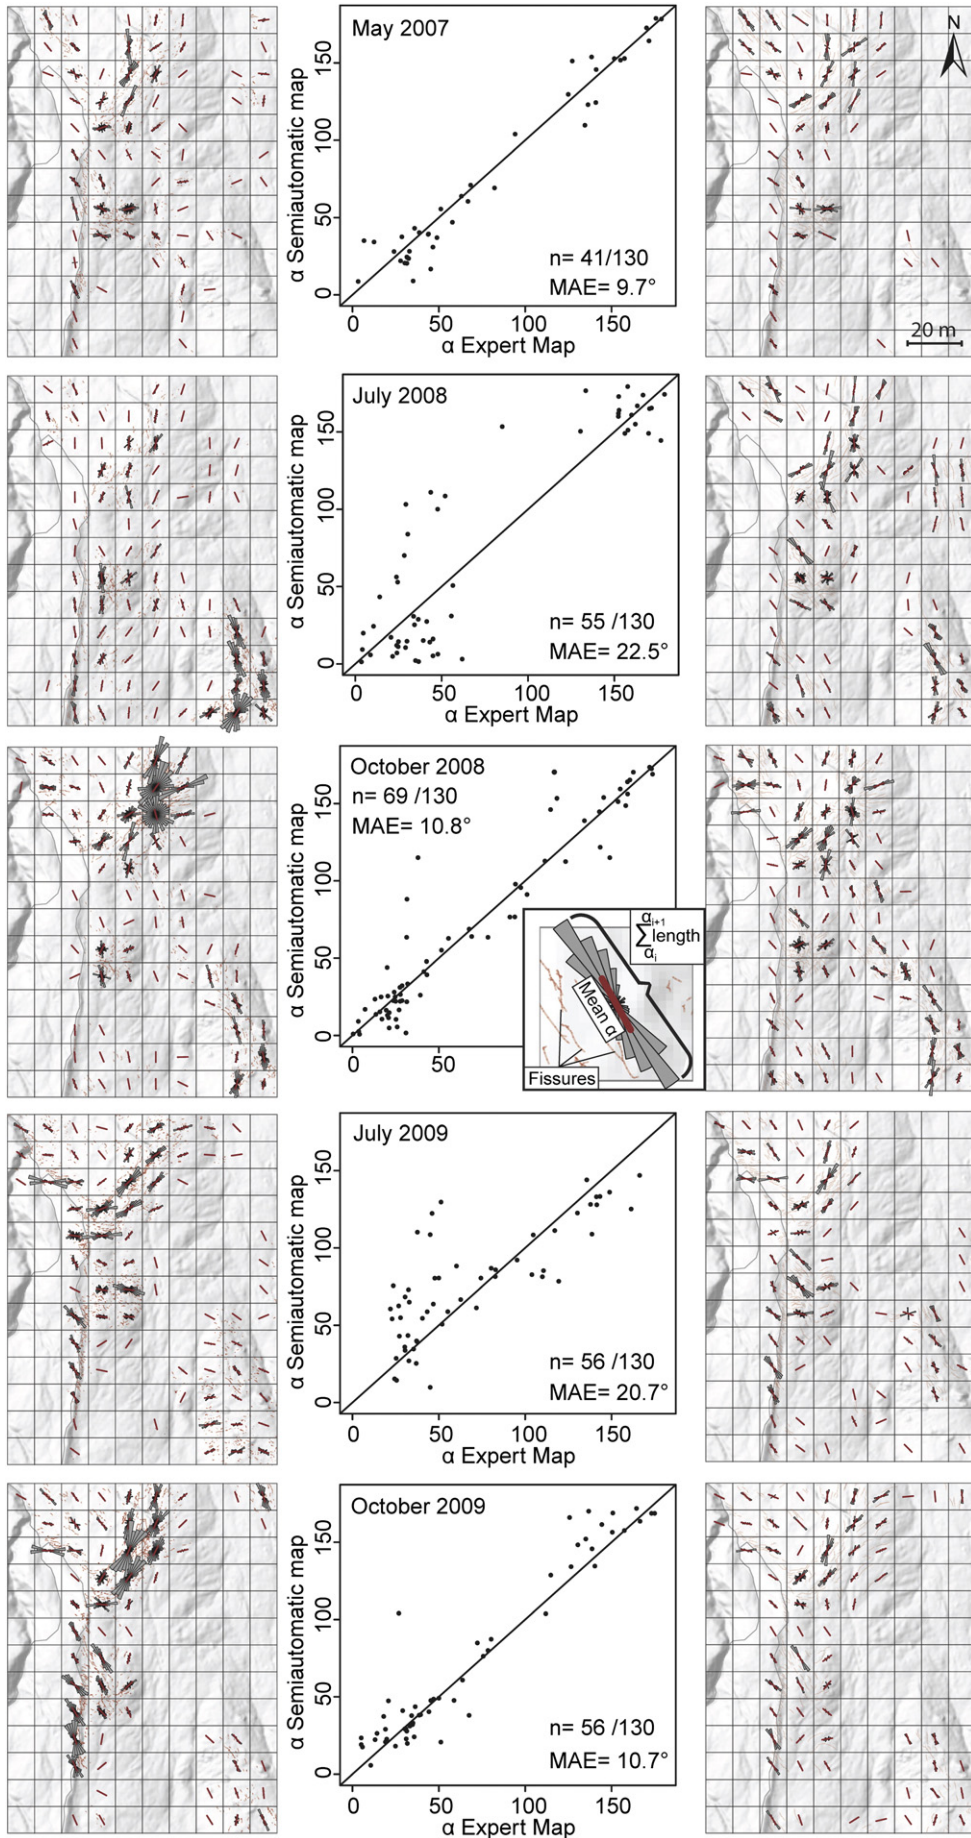 May 2007
N
α Semiautomatic map
150
100
50
0
n= 41/130
MAE= 9.7°
0 50 100 150
α Expert Map
20 m
July 2008
α Semiautomatic map
150
100
50
0
n= 55 /130
MAE= 22.5°
0 50 100 150
α Expert Map
October 2008
n= 69 /130
MAE= 10.8°
α Semiautomatic map
150
100
50
0
0 50
α Expert Map
αi+1
∑ length
αi
Mean α
Fissures
July 2009
α Semiautomatic map
150
100
50
0
n= 56 /130
MAE= 20.7°
0 50 100 150
α Expert Map
October 2009
α Semiautomatic map
150
100
50
0
n= 56 /130
MAE= 10.7°
0 50 100 150
α Expert Map